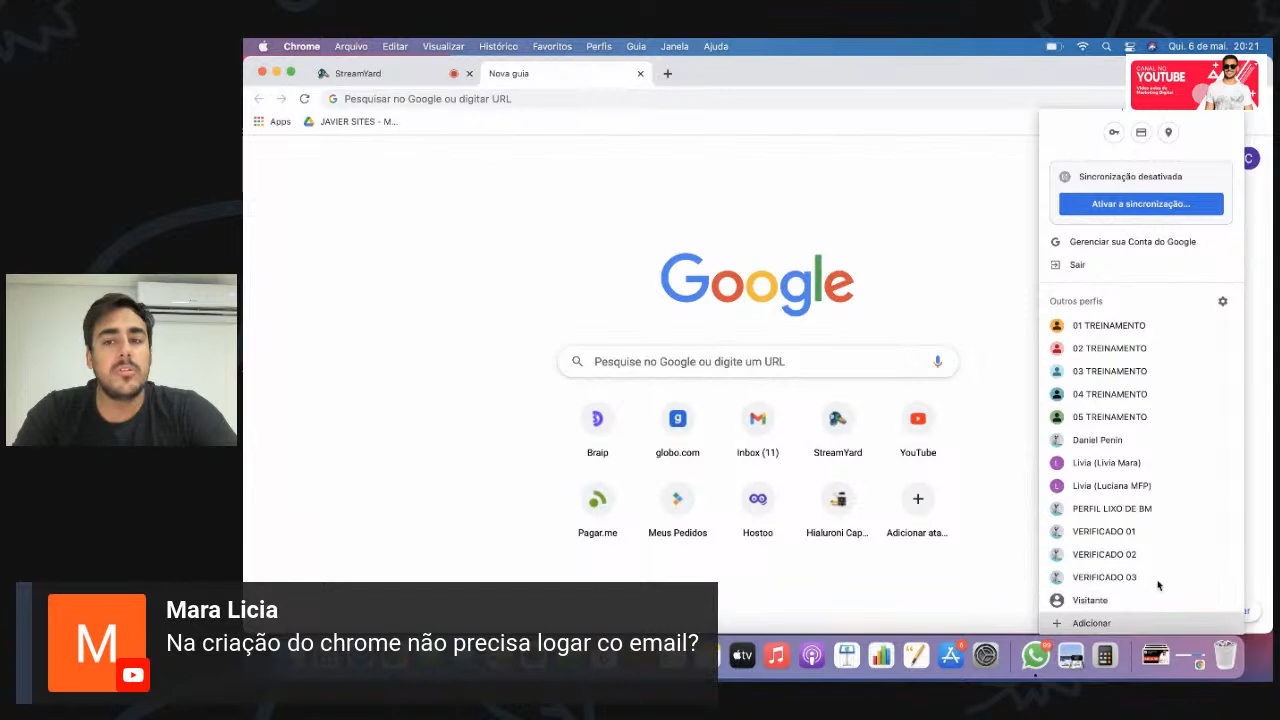 Chrome Arquivo Editar Visualizar Histórico Favoritos Perfis Guia Janela Ajuda Qui. 6 de mai. 20:21
StreamYard
Nova guia
CANAL NO
YOUTUBE
Pesquisar no Google ou digitar URL
Apps JAVIER SITES - M...
C
Sincronização desativada
Ativar a sincronização...
Gerenciar sua Conta do Google
Sair
Outros perfis
01 TREINAMENTO
02 TREINAMENTO
03 TREINAMENTO
04 TREINAMENTO
05 TREINAMENTO
Daniel Penin
L Livia (Livia Mara)
L Livia (Luciana MFP)
PERFIL LIXO DE BM
VERIFICADO 01
VERIFICADO 02
VERIFICADO 03
Visitante
Adicionar
Google
Pesquise no Google ou digite um URL
Braip globo.com Inbox (11) StreamYard YouTube
Pagar.me Meus Pedidos Hostoo Hialuroni Cap... Adicionar ata...
tv
M
Mara Licia
Na criação do chrome não precisa logar co email?